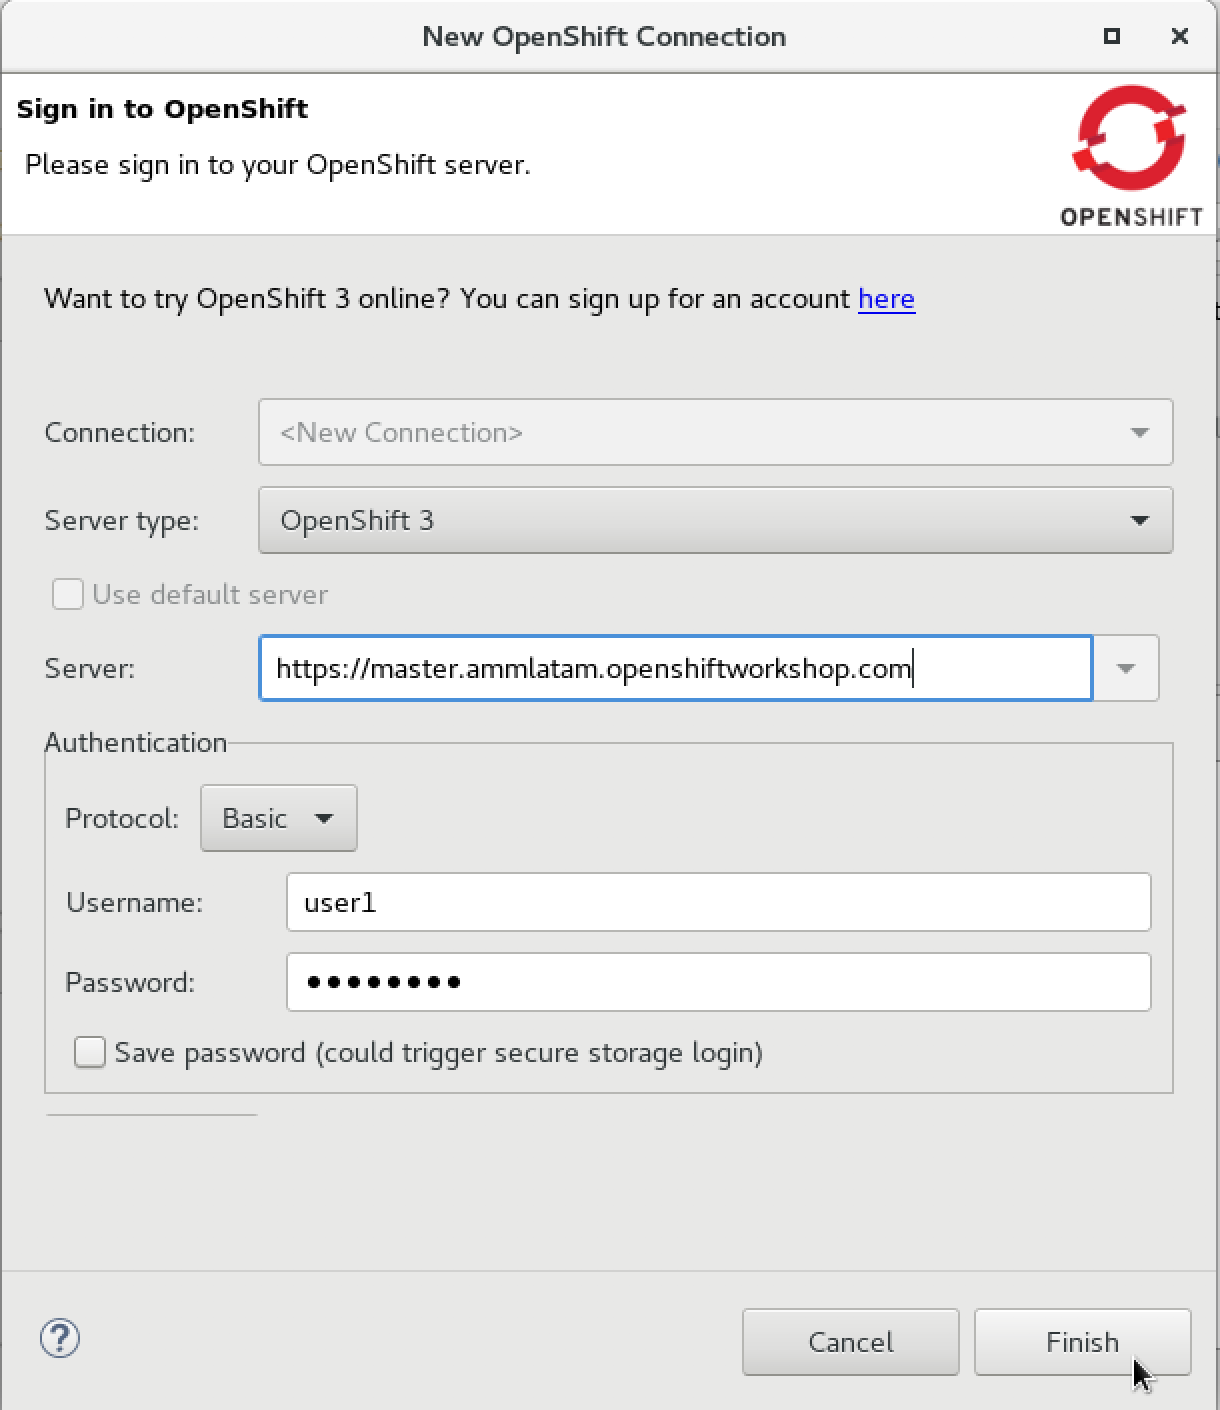 New OpenShift Connection
Sign in to OpenShift
Please sign in to your OpenShift server.
OPENSHIFT
Want to try OpenShift 3 online? You can sign up for an account here
Connection: <New Connection>
Server type: OpenShift 3
Use default server
Server: https://master.ammlatam.openshiftworkshop.com
Authentication
Protocol: Basic
Username: user1
Password: ••••••••
Save password (could trigger secure storage login)
? Cancel Finish